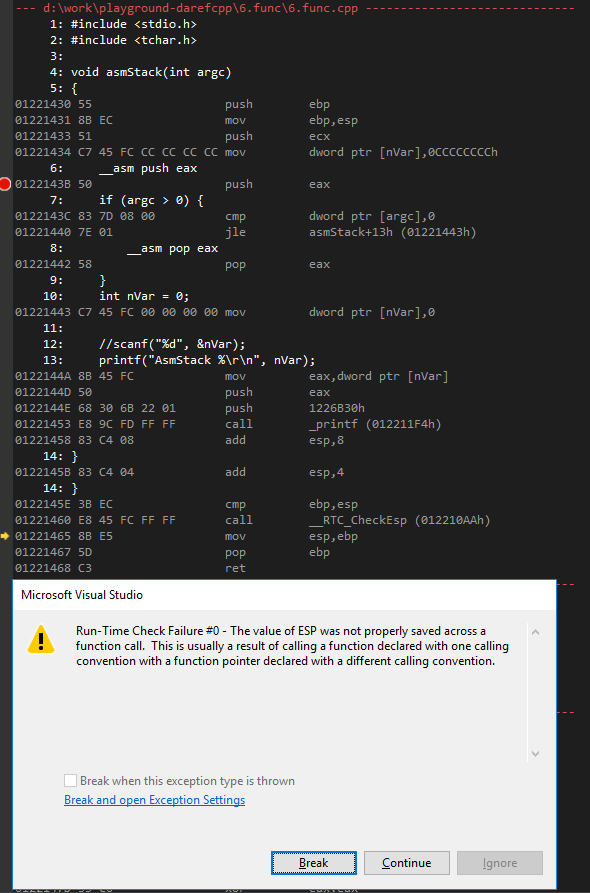 --- d:\work\playground-darefcpp\6.func\6.func.cpp ----------------------------
1: #include <stdio.h>
2: #include <tchar.h>
3:
4: void asmStack(int argc)
5: {
01221430 55 push ebp
01221431 8B EC mov ebp,esp
01221433 51 push ecx
01221434 C7 45 FC CC CC CC CC mov dword ptr [nVar],0CCCCCCCCh
6: __asm push eax
0122143B 50 push eax
7: if (argc > 0) {
0122143C 83 7D 08 00 cmp dword ptr [argc],0
01221440 7E 01 jle asmStack+13h (01221443h)
8: __asm pop eax
01221442 58 pop eax
9: }
10: int nVar = 0;
01221443 C7 45 FC 00 00 00 00 mov dword ptr [nVar],0
11:
12: //scanf("%d", &nVar);
13: printf("AsmStack %\r\n", nVar);
0122144A 8B 45 FC mov eax,dword ptr [nVar]
0122144D 50 push eax
0122144E 68 30 6B 22 01 push 1226B30h
01221453 E8 9C FD FF FF call _printf (012211F4h)
01221458 83 C4 08 add esp,8
14: }
0122145B 83 C4 04 add esp,4
14: }
0122145E 3B EC cmp ebp,esp
01221460 E8 45 FC FF FF call __RTC_CheckEsp (012210AAh)
01221465 8B E5 mov esp,ebp
01221467 5D pop ebp
01221468 C3 ret
Microsoft Visual Studio
Run-Time Check Failure #0 - The value of ESP was not properly saved across a
function call. This is usually a result of calling a function declared with one calling
convention with a function pointer declared with a different calling convention.
Break when this exception type is thrown
Break and open Exception Settings
Break Continue Ignore